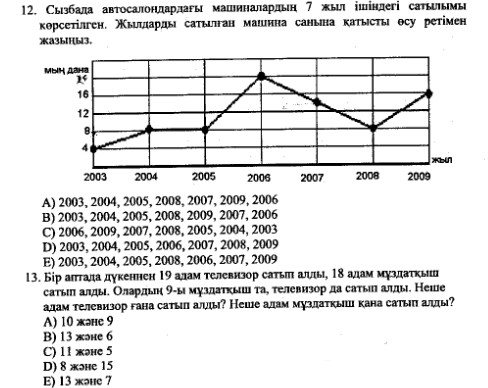 12. Сызбада автосалондардағы машиналардың 7 жыл ішіндегі сатылымы
көрсетілген. Жылдарды сатылған машина санына қатысты өсу ретімен
жазыңыз.
мың дана
16
12
8
4
жыл
2003 2004 2005 2006 2007 2008 2009
A) 2003, 2004, 2005, 2008, 2007, 2009, 2006
B) 2003, 2004, 2005, 2008, 2009, 2007, 2006
C) 2006, 2009, 2007, 2008, 2005, 2004, 2003
D) 2003, 2004, 2005, 2006, 2007, 2008, 2009
E) 2003, 2004, 2005, 2008, 2006, 2007, 2009
13. Бір аптада дүкеннен 19 адам телевизор сатып алды, 18 адам мұздатқыш
сатып алды. Олардың 9-ы мұздатқыш та, телевизор да сатып алды. Неше
адам телевизор ғана сатып алды? Неше адам мұздатқыш қана сатып алды?
A) 10 және 9
B) 13 және 6
C) 11 және 5
D) 8 және 15
E) 13 және 7